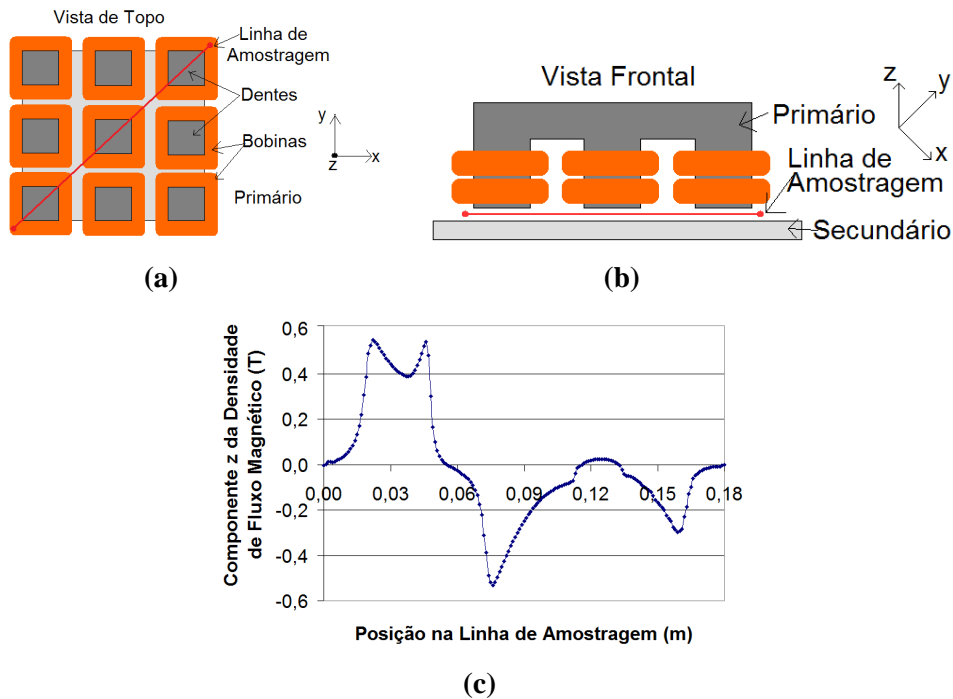 Vista de Topo
Linha de
Amostragem
Dentes
Bobinas
Primário
y
z
x
(a)
Vista Frontal
Primário
Linha de
Amostragem
Secundário
z
y
x
(b)
Componente z da Densidade
de Fluxo Magnético (T)
0,6
0,4
0,2
0,0
-0,2
-0,4
-0,6
0,00
0,03
0,06
0,09
0,12
0,15
0,18
Posição na Linha de Amostragem (m)
(c)